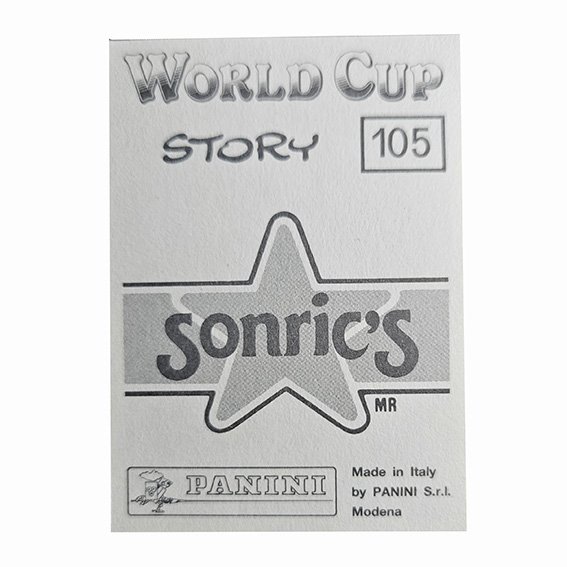 WORLD CUP
STORY 105
sonric's
MR
PANINI
Made in Italy
by PANINI S.r.l.
Modena